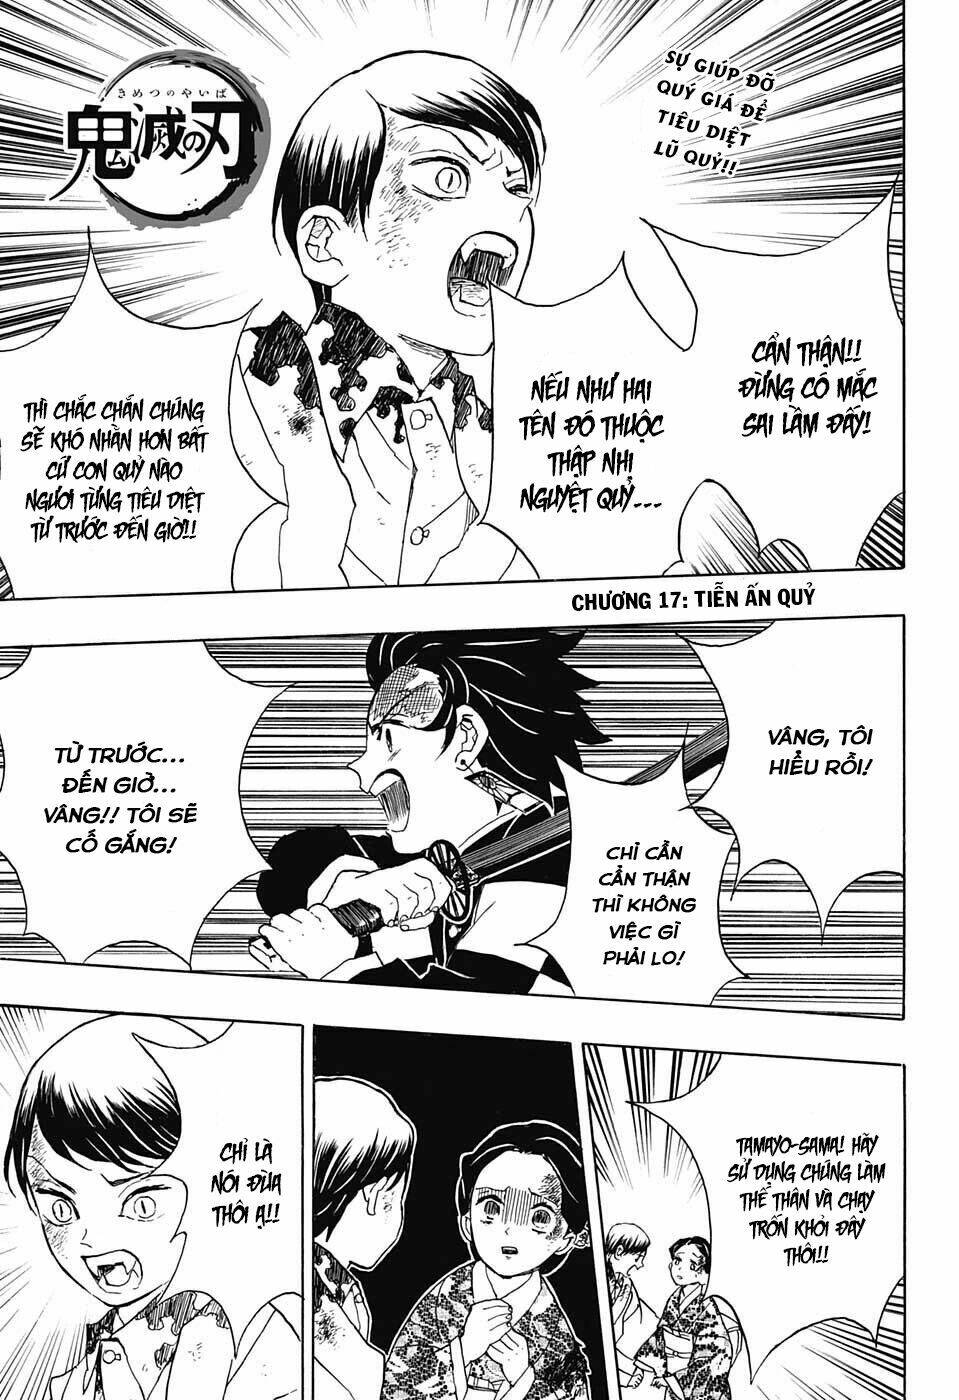 きめつのやいば
鬼滅の刃
SỰ GIÚP ĐỠ
QUÝ GIÁ ĐỂ
TIÊU DIỆT
LŨ QUỶ!!
CẨN THẬN!!
ĐỪNG CÓ MẮC
SAI LẦM ĐẤY!
NẾU NHƯ HAI
TÊN ĐÓ THUỘC
THẬP NHỊ
NGUYỆT QUỶ...
THÌ CHẮC CHẮN CHÚNG
SẼ KHÓ NHẰN HƠN BẤT
CỨ CON QUỶ NÀO
NGƯƠI TỪNG TIÊU DIỆT
TỪ TRƯỚC ĐẾN GIỜ!!
CHƯƠNG 17: TIỄN ẤN QUỶ
VÂNG, TÔI
HIỂU RỒI!
CHỈ CẦN
CẨN THẬN
THÌ KHÔNG
VIỆC GÌ
PHẢI LO!
TỪ TRƯỚC...
ĐẾN GIỜ...
VÂNG!! TÔI SẼ
CỐ GẮNG!
TAMAYO-SAMA! HÃY
SỬ DỤNG CHÚNG LÀM
THẾ THÂN VÀ CHẠY
TRỐN KHỎI ĐÂY
THÔI!!
CHỈ LÀ
NÓI ĐÙA
THÔI Ạ!!